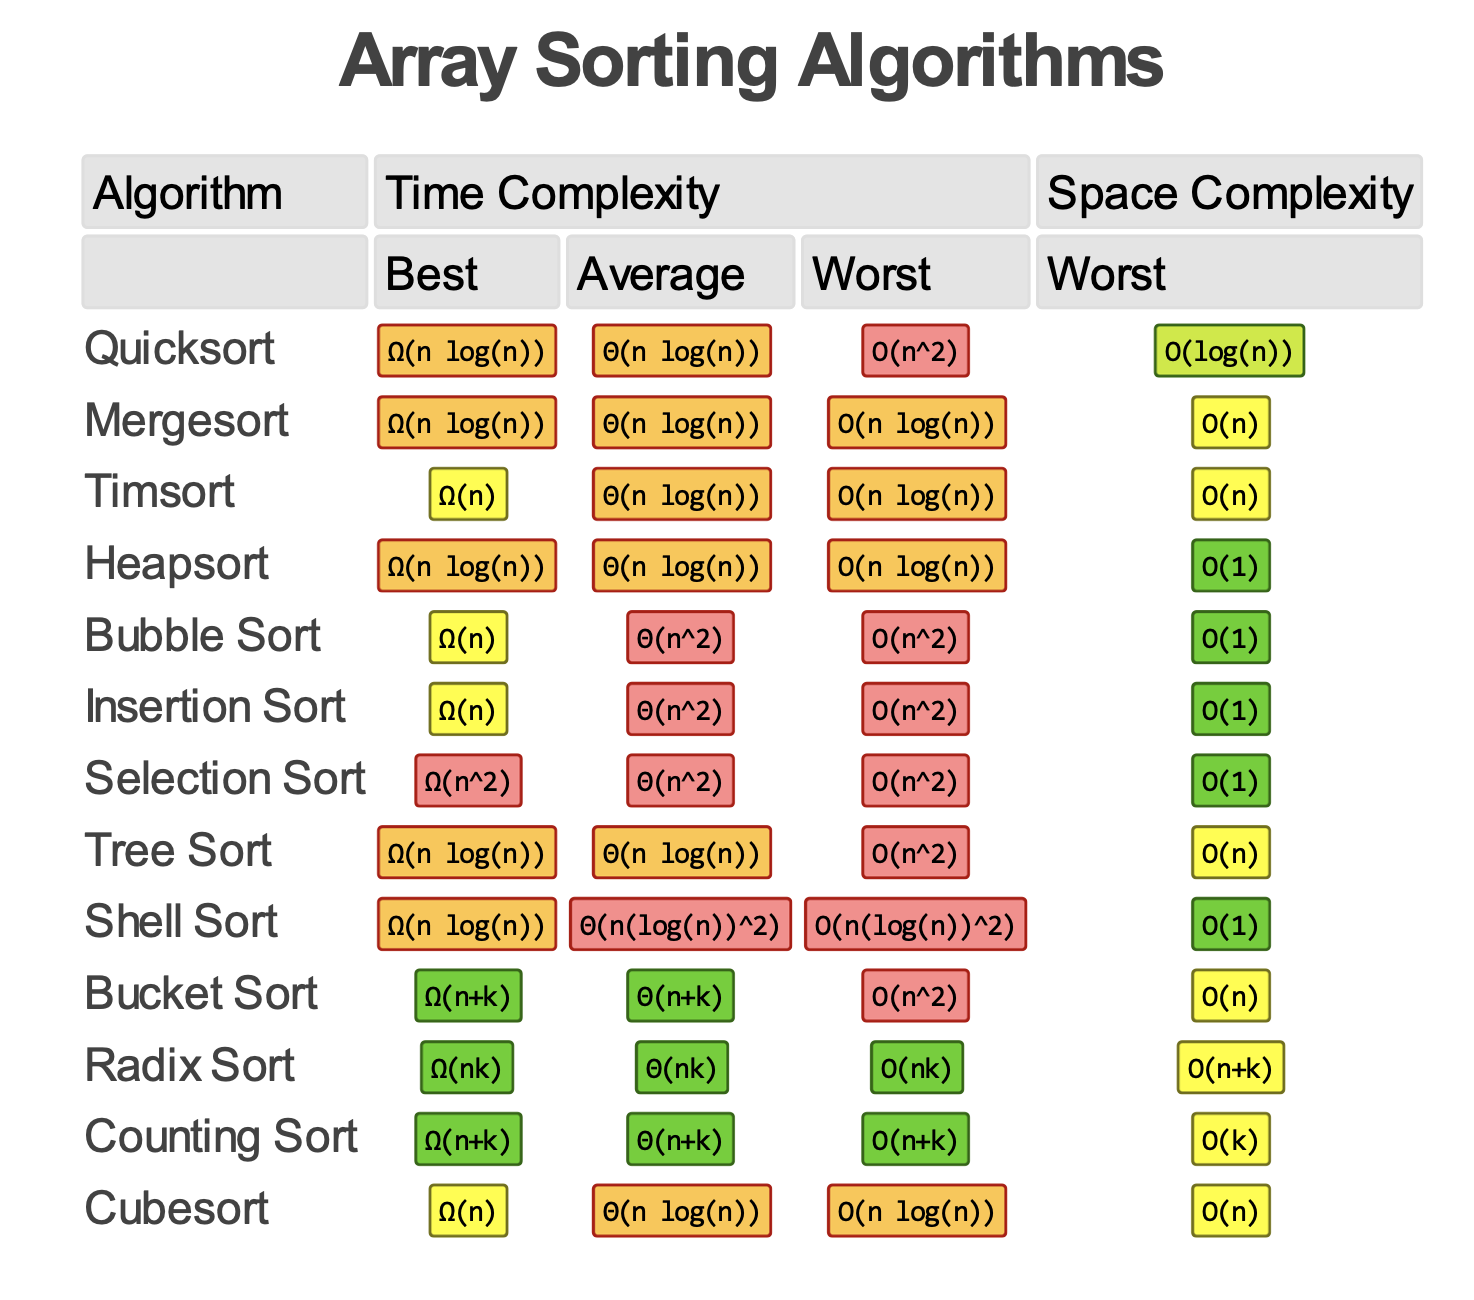 Array Sorting Algorithms
Algorithm Time Complexity Space Complexity
Best Average Worst Worst
Quicksort Ω(n log(n)) Θ(n log(n)) O(n^2) O(log(n))
Mergesort Ω(n log(n)) Θ(n log(n)) O(n log(n)) O(n)
Timsort Ω(n) Θ(n log(n)) O(n log(n)) O(n)
Heapsort Ω(n log(n)) Θ(n log(n)) O(n log(n)) O(1)
Bubble Sort Ω(n) Θ(n^2) O(n^2) O(1)
Insertion Sort Ω(n) Θ(n^2) O(n^2) O(1)
Selection Sort Ω(n^2) Θ(n^2) O(n^2) O(1)
Tree Sort Ω(n log(n)) Θ(n log(n)) O(n^2) O(n)
Shell Sort Ω(n log(n)) Θ(n(log(n))^2) O(n(log(n))^2) O(1)
Bucket Sort Ω(n+k) Θ(n+k) O(n^2) O(n)
Radix Sort Ω(nk) Θ(nk) O(nk) O(n+k)
Counting Sort Ω(n+k) Θ(n+k) O(n+k) O(k)
Cubesort Ω(n) Θ(n log(n)) O(n log(n)) O(n)